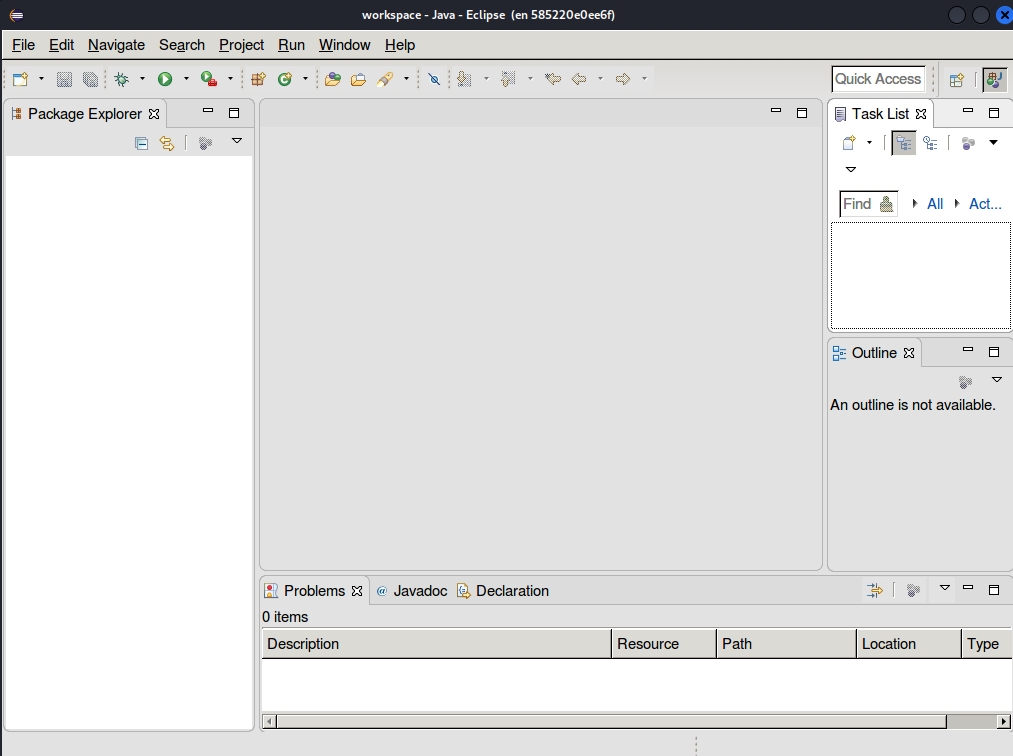 workspace - Java - Eclipse (en 585220e0ee6f)
File Edit Navigate Search Project Run Window Help
Quick Access
Package Explorer
Task List
Find
All
Act...
Outline
An outline is not available.
Problems @ Javadoc Declaration
0 items
Description Resource Path Location Type